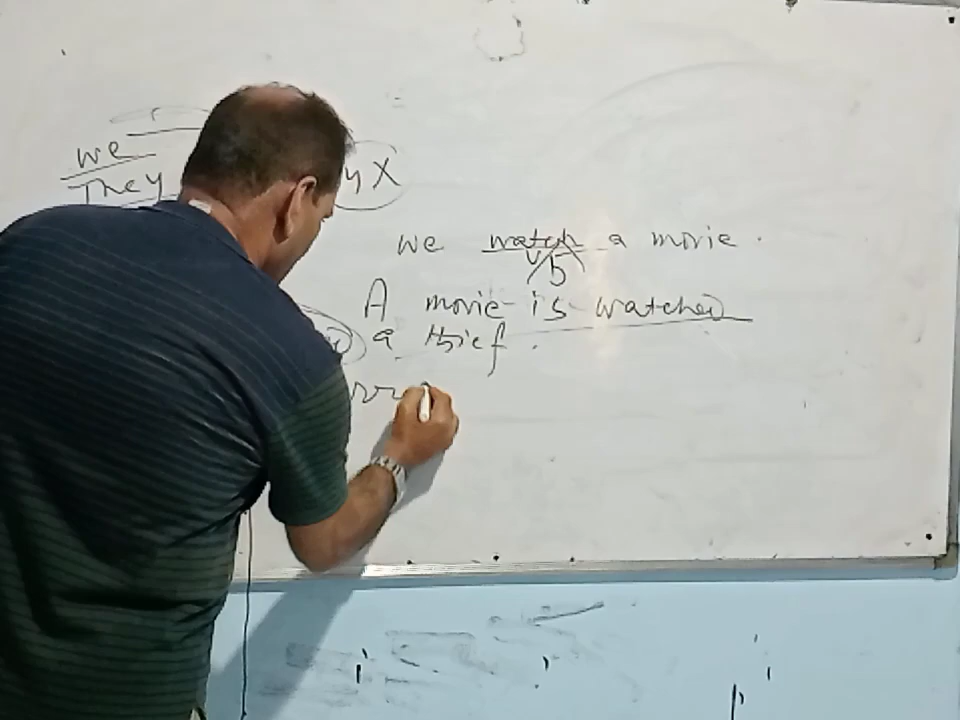 we
They
y X
we watch a movie.
V5
A movie is watched
a thief.